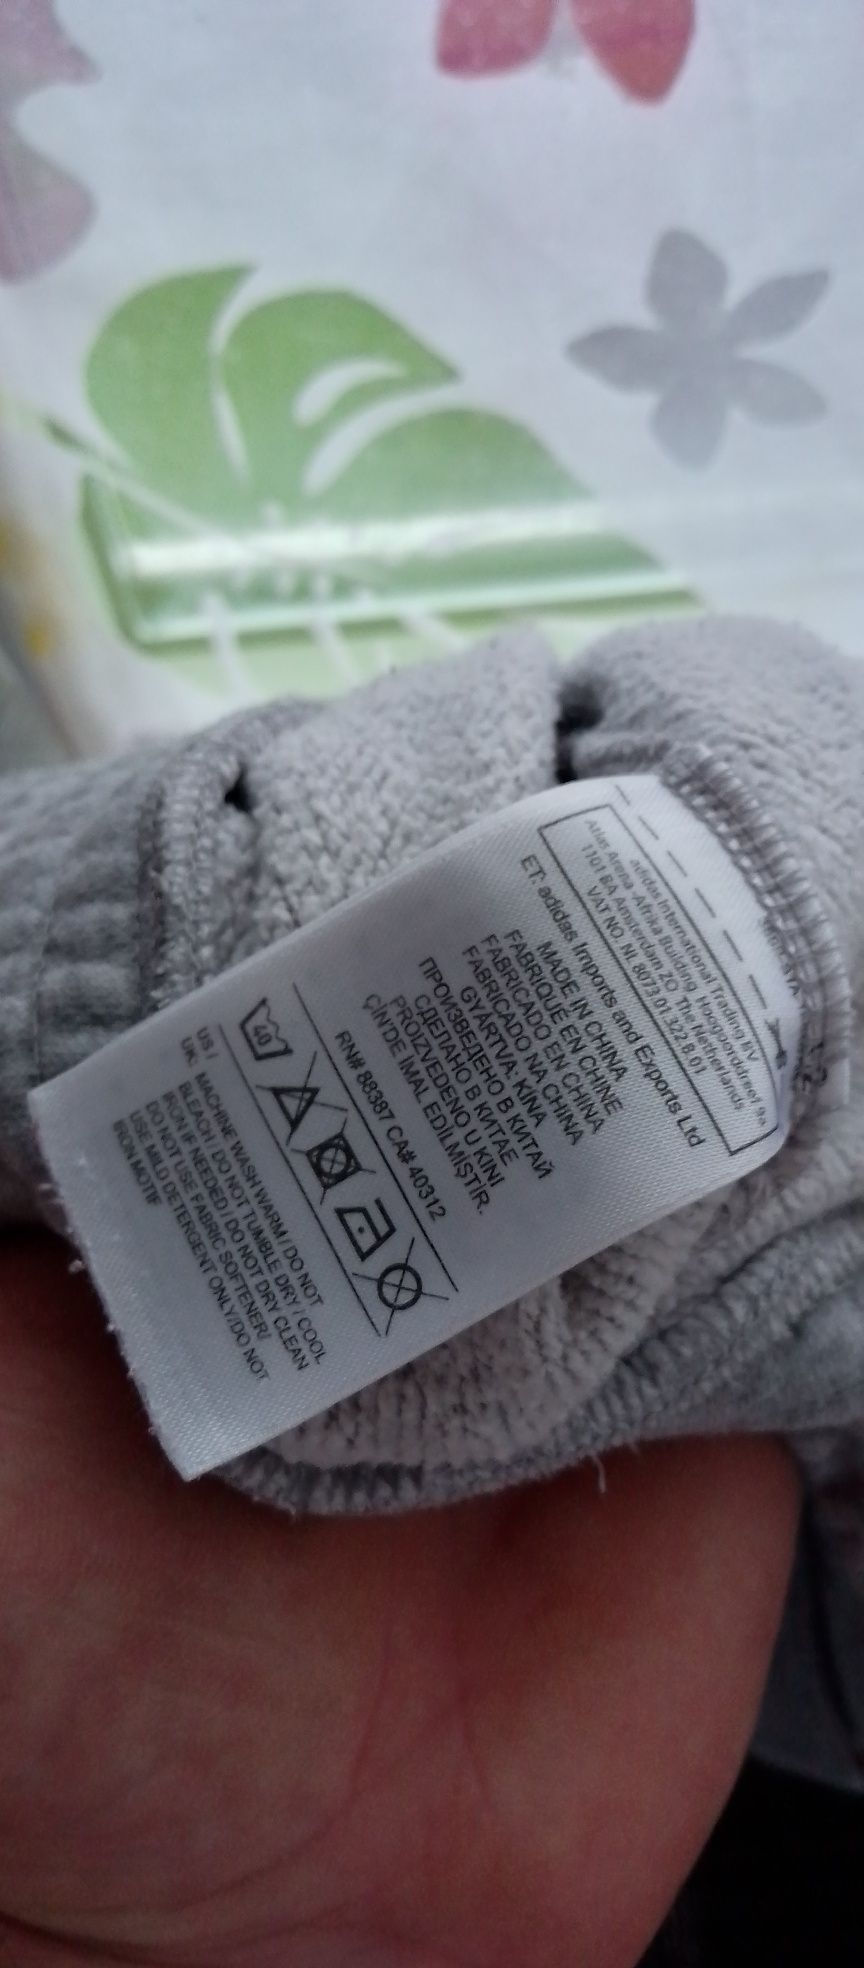 adidas International Trading BV
Atlas Arena, Afrika Building, Hoogoorddreef 9a
1101 BA Amsterdam ZO, The Netherlands
VAT NO NL 8073.01.322.B.01
ET: adidas Imports and Exports Ltd
MADE IN CHINA
FABRIQUÉ EN CHINE
FABRICADO EN CHINA
FABRICADO NA CHINA
GYÁRTVA: KÍNA
ПРОИЗВЕДЕНО В КИТАЙ
СДЕЛАНО В КИТАЕ
PROIZVEDENO U KINI
ÇİN'DE İMAL EDİLMİŞTİR.
RN# 88387 CA# 40312
40
US /
UK: MACHINE WASH WARM / DO NOT
BLEACH / DO NOT TUMBLE DRY / COOL
IRON IF NEEDED / DO NOT DRY CLEAN
DO NOT USE FABRIC SOFTENER/
USE MILD DETERGENT ONLY/DO NOT
IRON MOTIF